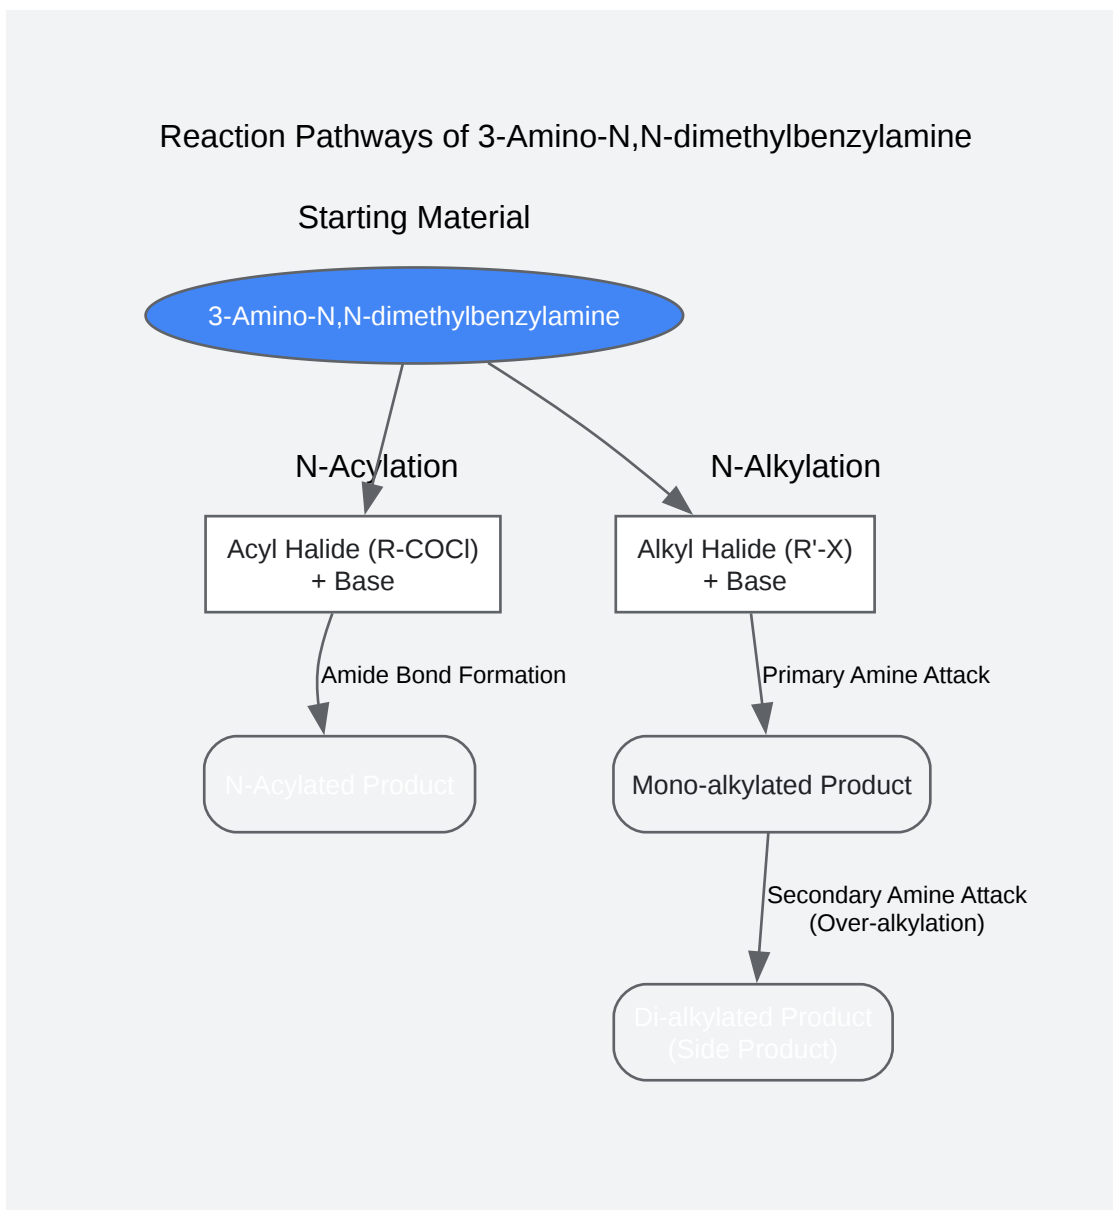 Reaction Pathways of 3-Amino-N,N-dimethylbenzylamine
Starting Material
3-Amino-N,N-dimethylbenzylamine
N-Acylation
N-Alkylation
Acyl Halide (R-COCl)
+ Base
Alkyl Halide (R'-X)
+ Base
Amide Bond Formation
Primary Amine Attack
N-Acylated Product
Mono-alkylated Product
Secondary Amine Attack
(Over-alkylation)
Di-alkylated Product
(Side Product)